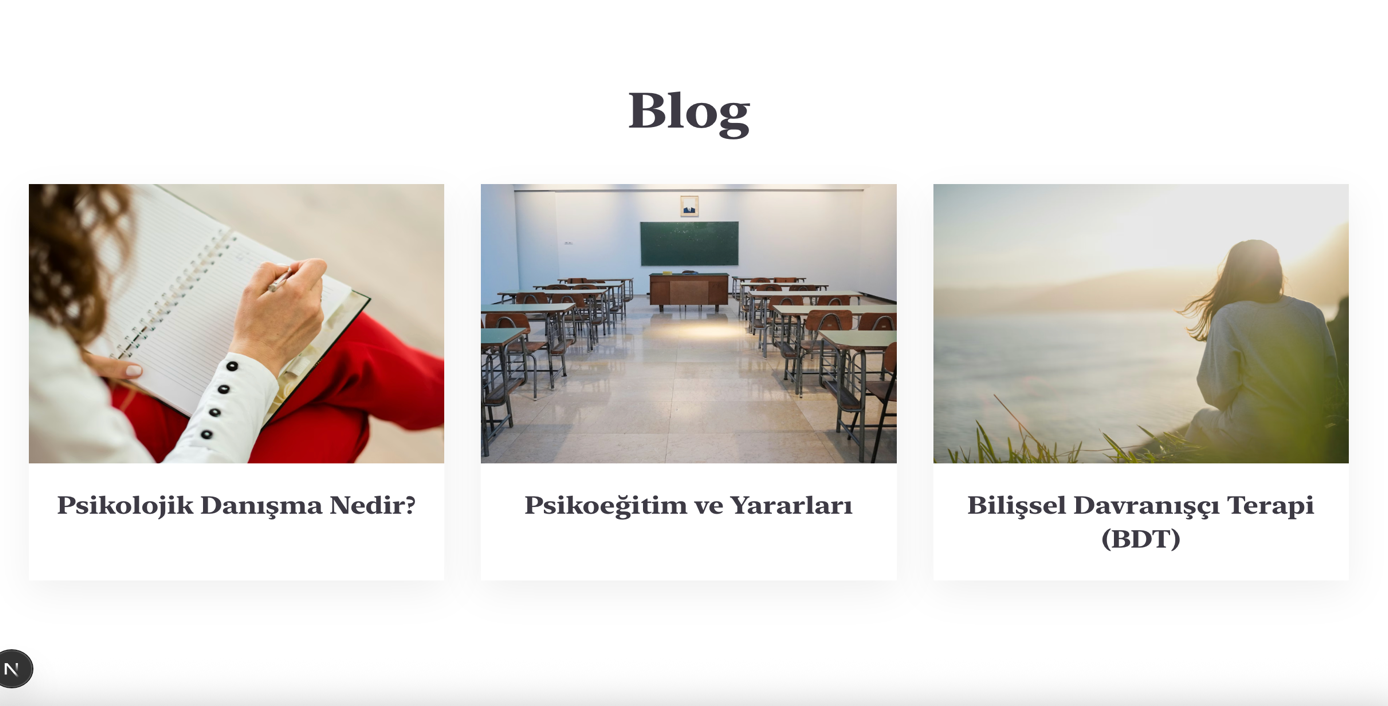 Blog
Psikolojik Danışma Nedir?
Psikoeğitim ve Yararları
Bilişsel Davranışçı Terapi
(BDT)
N